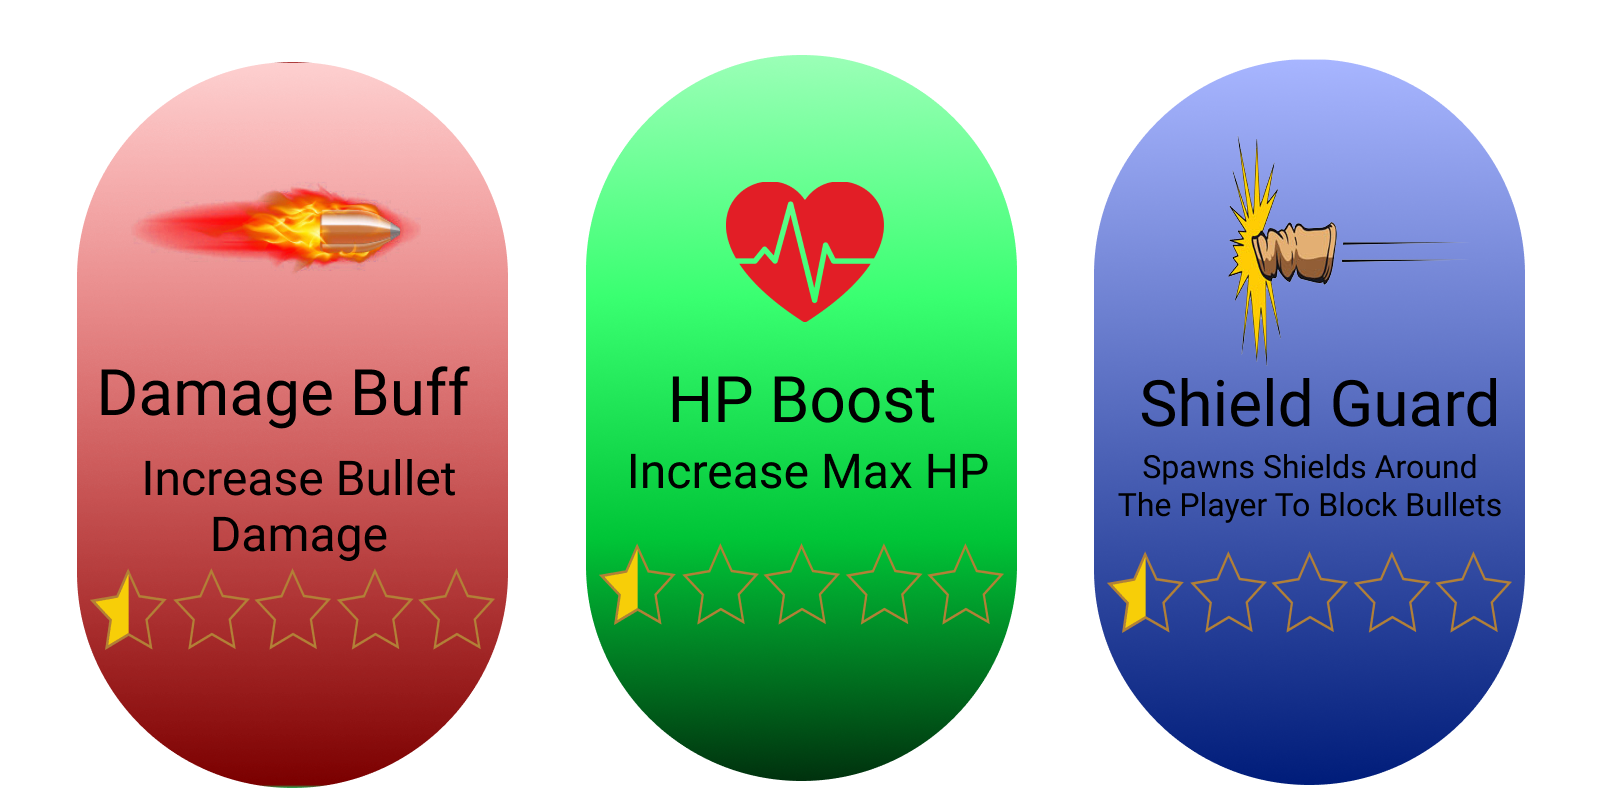 Damage Buff
Increase Bullet
Damage
HP Boost
Increase Max HP
Shield Guard
Spawns Shields Around
The Player To Block Bullets